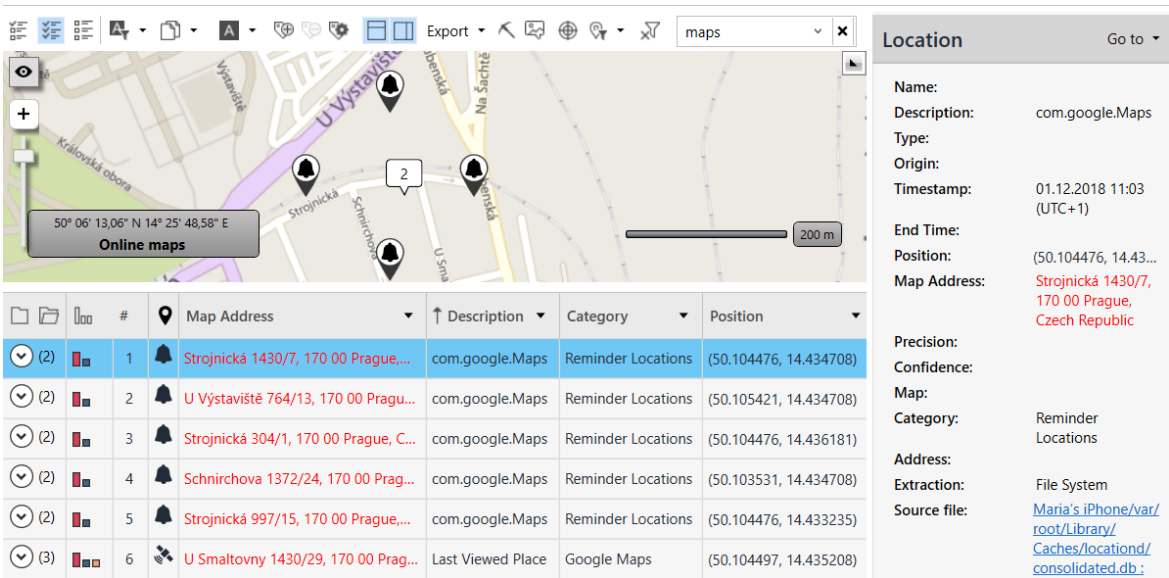 Export
maps
Výstaviště
U Výstaviště
benská
Na Šachtě
Královská obora
Strojnická
Schnirchova
benská
U Sma
2
50° 06' 13,06" N 14° 25' 48,58" E
Online maps
200 m
# Map Address Description Category Position
(2) 1 Strojnická 1430/7, 170 00 Prague,... com.google.Maps Reminder Locations (50.104476, 14.434708)
(2) 2 U Výstaviště 764/13, 170 00 Pragu... com.google.Maps Reminder Locations (50.105421, 14.434708)
(2) 3 Strojnická 304/1, 170 00 Prague, C... com.google.Maps Reminder Locations (50.104476, 14.436181)
(2) 4 Schnirchova 1372/24, 170 00 Prag... com.google.Maps Reminder Locations (50.103531, 14.434708)
(2) 5 Strojnická 997/15, 170 00 Prague,... com.google.Maps Reminder Locations (50.104476, 14.433235)
(3) 6 U Smaltovny 1430/29, 170 00 Prag... Last Viewed Place Google Maps (50.104497, 14.435208)
Location Go to
Name:
Description: com.google.Maps
Type:
Origin:
Timestamp: 01.12.2018 11:03
(UTC+1)
End Time:
Position: (50.104476, 14.43...
Map Address: Strojnická 1430/7,
170 00 Prague,
Czech Republic
Precision:
Confidence:
Map:
Category: Reminder
Locations
Address:
Extraction: File System
Source file: Maria's iPhone/var/
root/Library/
Caches/locationd/
consolidated.db :